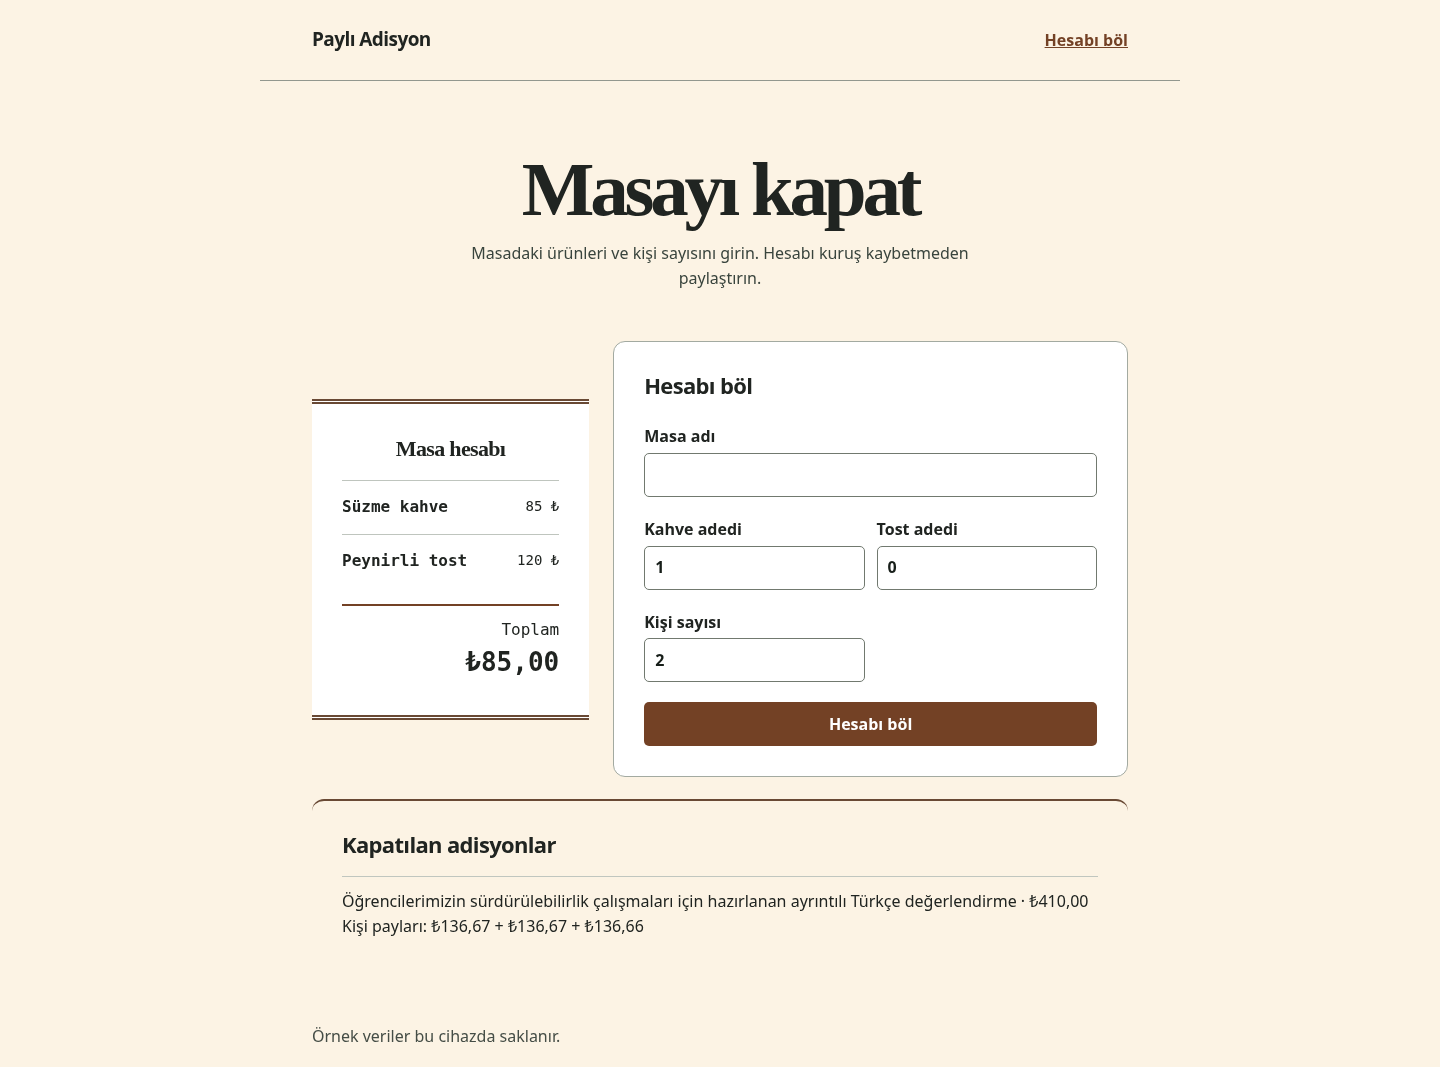 Paylı Adisyon
Hesabı böl
Masayı kapat
Masadaki ürünleri ve kişi sayısını girin. Hesabı kuruş kaybetmeden
paylaştırın.
Masa hesabı
Süzme kahve 85 ₺
Peynirli tost 120 ₺
Toplam
₺85,00
Hesabı böl
Masa adı
Kahve adedi Tost adedi
1 0
Kişi sayısı
2
Hesabı böl
Kapatılan adisyonlar
Öğrencilerimizin sürdürülebilirlik çalışmaları için hazırlanan ayrıntılı Türkçe değerlendirme · ₺410,00
Kişi payları: ₺136,67 + ₺136,67 + ₺136,66
Örnek veriler bu cihazda saklanır.